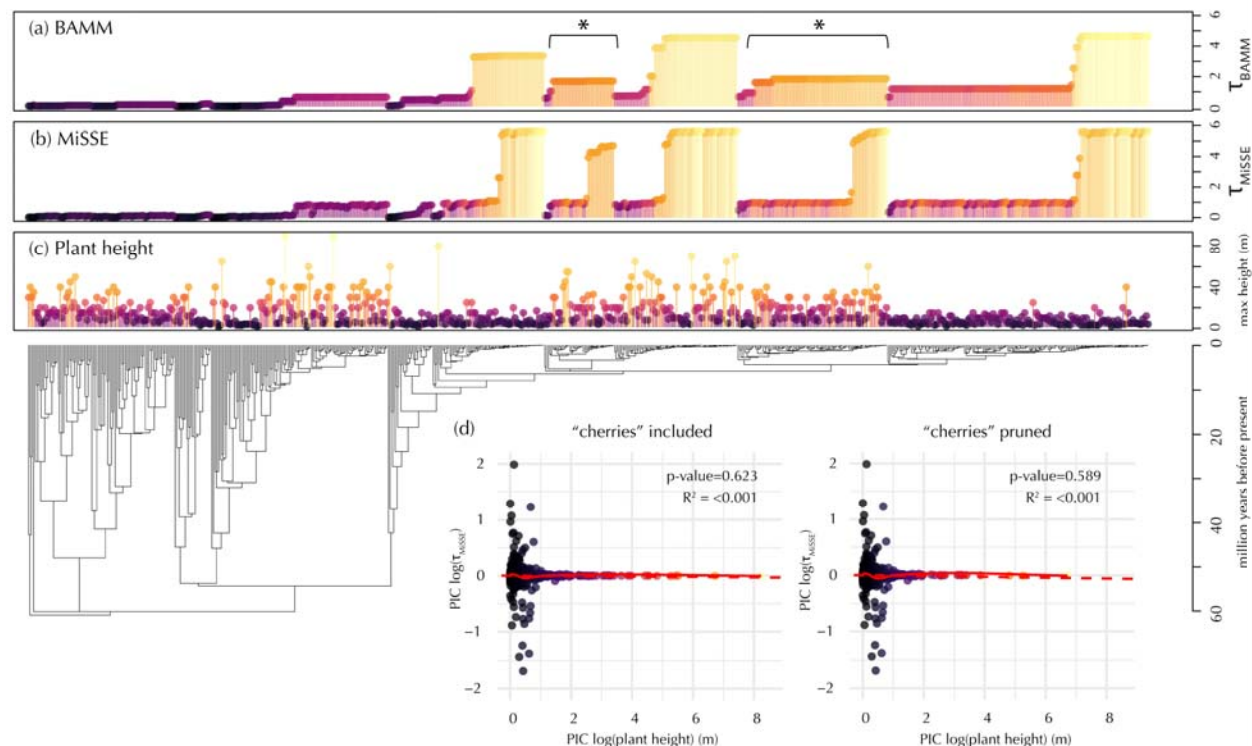 (a) BAMM
* *
6
4
2
0
τBAMM
(b) MiSSE
6
4
2
0
τMiSSE
(c) Plant height
80
40
0
max height (m)
0
20
40
60
million years before present
(d)
"cherries" included
p-value=0.623
R² = <0.001
2
1
0
−1
−2
PIC log(τMiSSE)
0 2 4 6 8
PIC log(plant height) (m)
"cherries" pruned
p-value=0.589
R² = <0.001
2
1
0
−1
−2
PIC log(τMiSSE)
0 2 4 6 8
PIC log(plant height) (m)